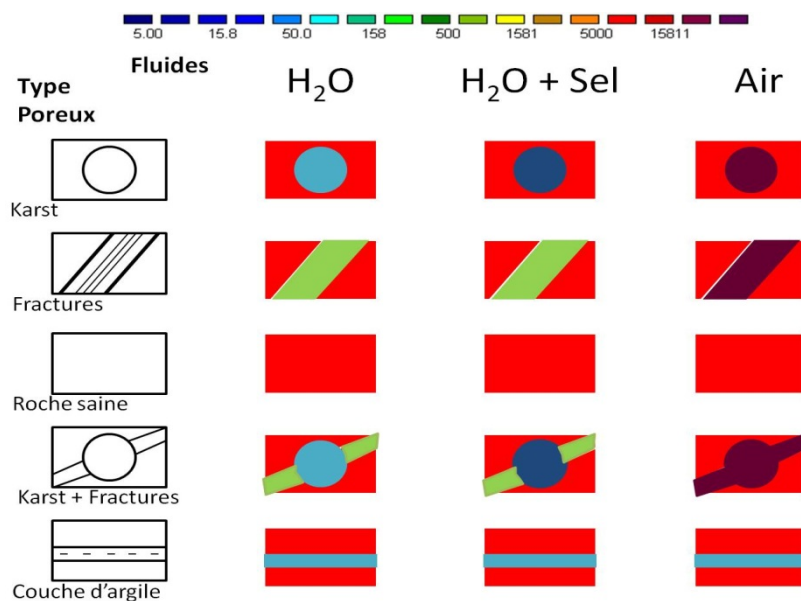 5.00 15.8 50.0 158 500 1581 5000 15811
Fluides
Type
Poreux
H₂O H₂O + Sel Air
Karst
Fractures
Roche saine
Karst + Fractures
Couche d'argile